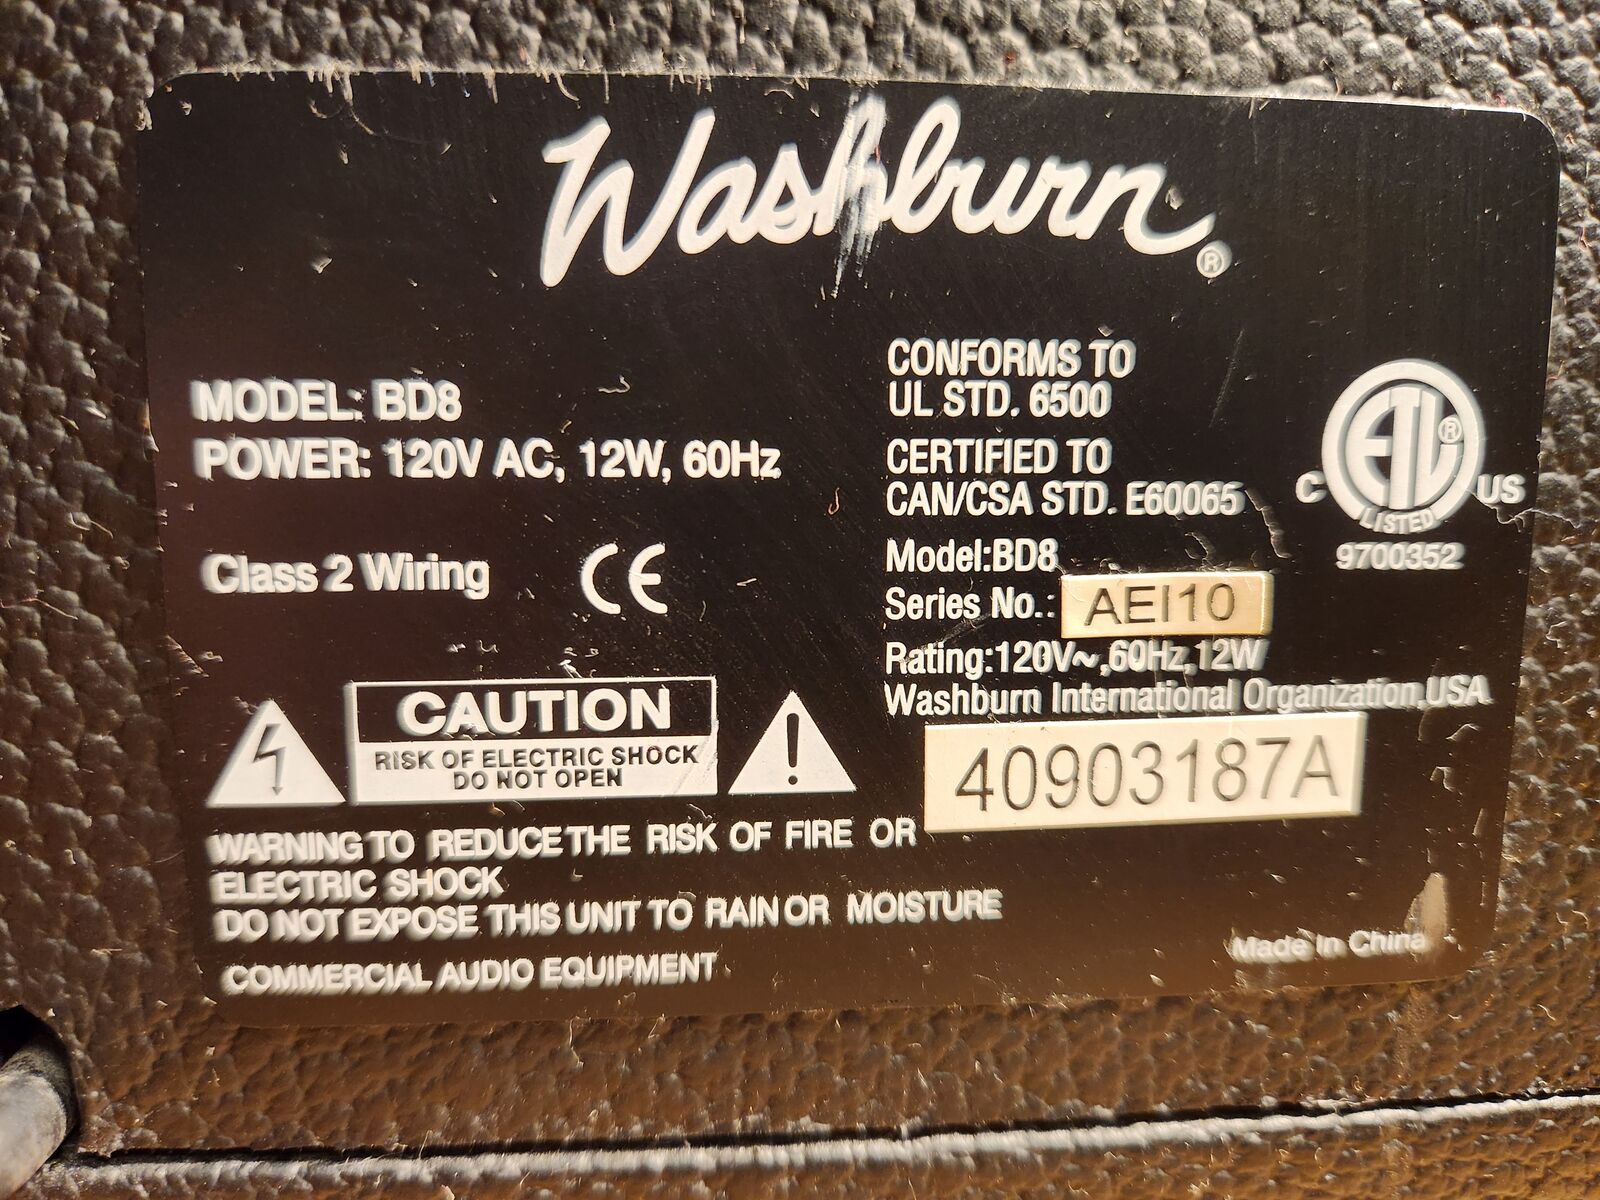 Washburn®
MODEL: BD8
POWER: 120V AC, 12W, 60Hz
Class 2 Wiring
CE
CAUTION
RISK OF ELECTRIC SHOCK
DO NOT OPEN
!
WARNING TO REDUCE THE RISK OF FIRE OR
ELECTRIC SHOCK
DO NOT EXPOSE THIS UNIT TO RAIN OR MOISTURE
COMMERCIAL AUDIO EQUIPMENT
CONFORMS TO
UL STD. 6500
CERTIFIED TO
CAN/CSA STD. E60065
Model:BD8
Series No.: AEI10
Rating:120V~,60Hz,12W
Washburn International Organization,USA
40903187A
C ETL® US
LISTED
9700352
Made In China